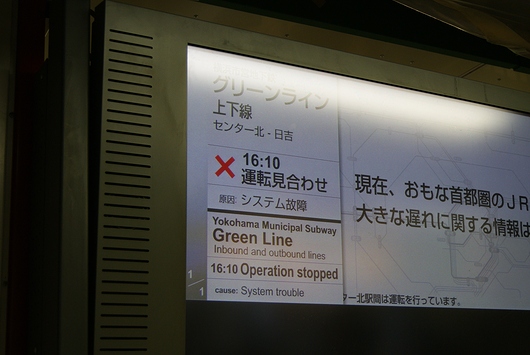 グリーンライン
上下線
センター北・日吉
16:10
運転見合わせ
原因: システム故障
Yokohama Municipal Subway
Green Line
Inbound and outbound lines
16:10 Operation stopped
cause: System trouble
1/1
現在、おもな首都圏のJR
大きな遅れに関する情報は
ター北駅間は運転を行っています。